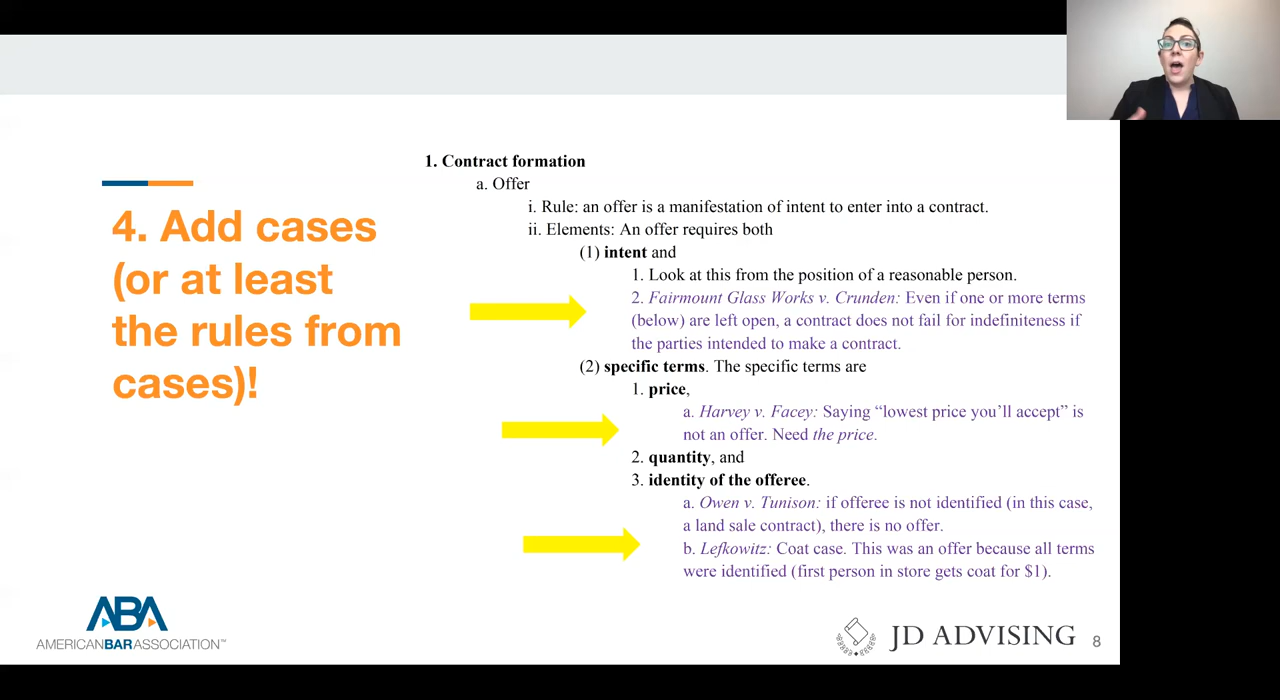 4. Add cases
(or at least
the rules from
cases)!
1. Contract formation
a. Offer
i. Rule: an offer is a manifestation of intent to enter into a contract.
ii. Elements: An offer requires both
(1) intent and
1. Look at this from the position of a reasonable person.
2. Fairmount Glass Works v. Crunden: Even if one or more terms
(below) are left open, a contract does not fail for indefiniteness if
the parties intended to make a contract.
(2) specific terms. The specific terms are
1. price,
a. Harvey v. Facey: Saying “lowest price you’ll accept” is
not an offer. Need the price.
2. quantity, and
3. identity of the offeree.
a. Owen v. Tunison: if offeree is not identified (in this case,
a land sale contract), there is no offer.
b. Lefkowitz: Coat case. This was an offer because all terms
were identified (first person in store gets coat for $1).
ABA
AMERICANBARASSOCIATION™
JD ADVISING
8